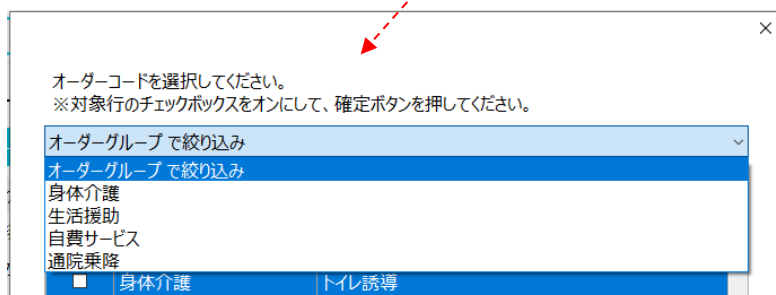 オーダーコードを選択してください。
※対象行のチェックボックスをオンにして、確定ボタンを押してください。
オーダーグループ で絞り込み
オーダーグループ で絞り込み
身体介護
生活援助
自費サービス
通院乗降
身体介護 トイレ誘導